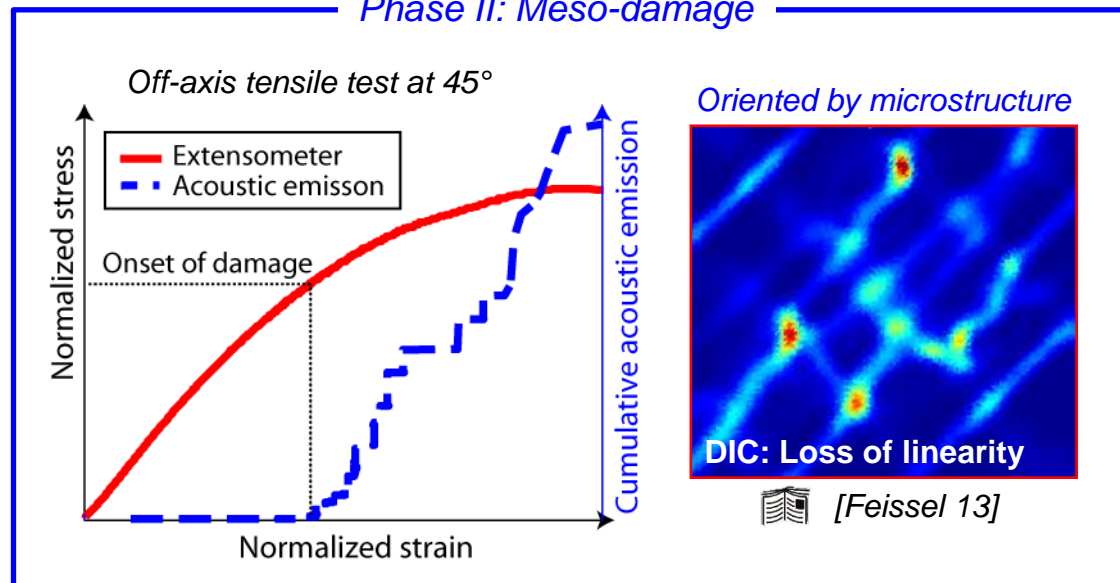 Phase II: Meso-damage
Off-axis tensile test at 45°
Extensometer
Acoustic emisson
Onset of damage
Normalized stress
Normalized strain
Cumulative acoustic emission
Oriented by microstructure
DIC: Loss of linearity
[Feissel 13]